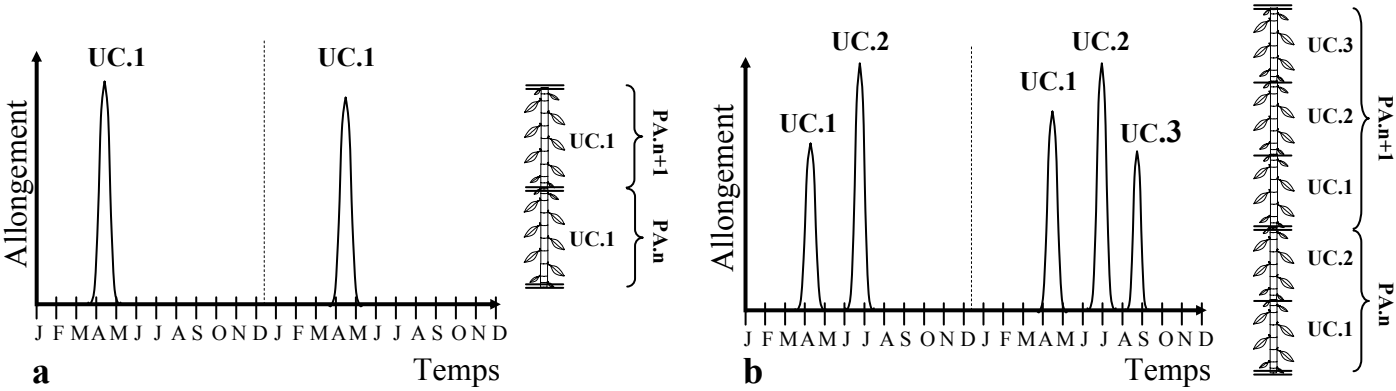 UC.1
UC.1
Allongement
J F M A M J J A S O N D J F M A M J J A S O N D
Temps
a
UC.1
UC.1
PA.n+1
PA.n
UC.1
UC.2
UC.1
UC.2
UC.3
Allongement
J F M A M J J A S O N D J F M A M J J A S O N D
Temps
b
UC.3
UC.2
UC.1
UC.2
UC.1
PA.n+1
PA.n